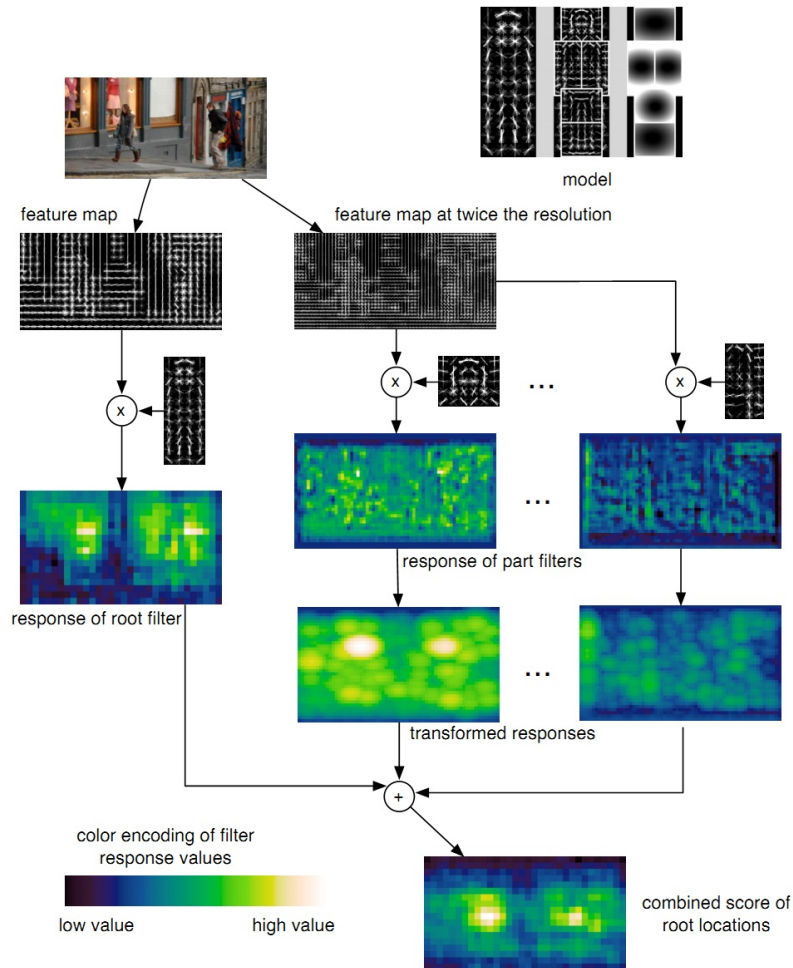 model
feature map
feature map at twice the resolution
x
x
...
x
...
response of part filters
response of root filter
...
transformed responses
+
color encoding of filter
response values
low value
high value
combined score of
root locations